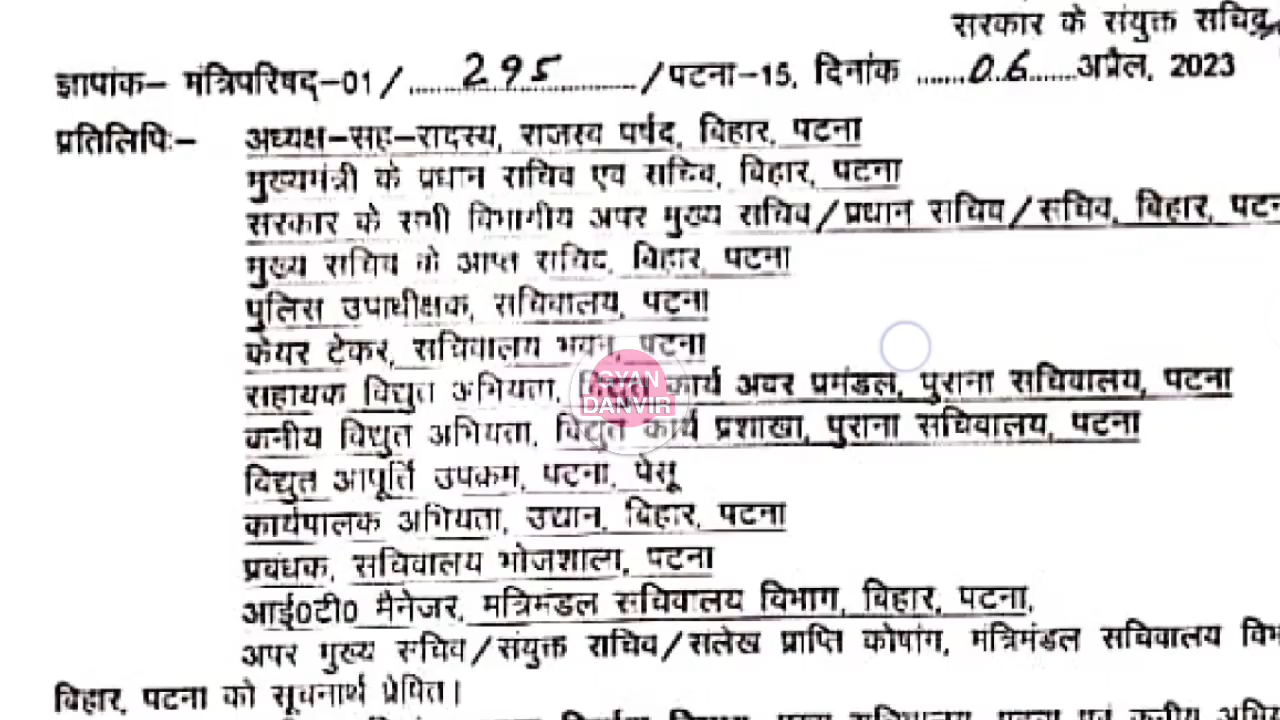 सरकार के संयुक्त सचिव
ज्ञापांक– मंत्रिपरिषद्–01/ 295 /पटना–15, दिनांक 06 अप्रैल, 2023
प्रतिलिपिः– अध्यक्ष–सह–सदस्य, राजस्व पर्षद, बिहार, पटना
मुख्यमंत्री के प्रधान सचिव एवं सचिव, बिहार, पटना
सरकार के सभी विभागीय अपर मुख्य सचिव/प्रधान सचिव/सचिव, बिहार,
मुख्य सचिव के आप्त सचिव, बिहार, पटना
पुलिस उपाधीक्षक, सचिवालय, पटना
केयर टेकर, सचिवालय भवन, पटना
सहायक विद्युत अभियंता, विद्युत कार्य अवर प्रमंडल, पुराना सचिवालय, पटना
कनीय विद्युत अभियंता, विद्युत कार्य प्रशाखा, पुराना सचिवालय, पटना
विद्युत आपूर्ति उपक्रम, पटना, पेसू
कार्यपालक अभियंता, उद्यान, बिहार, पटना
प्रबंधक, सचिवालय भोजशाला, पटना
आई0टी0 मैनेजर, मंत्रिमंडल सचिवालय विभाग, बिहार, पटना,
अपर मुख्य सचिव/संयुक्त सचिव/संलेख प्राप्ति कोषांग, मंत्रिमंडल सचिवालय
बिहार, पटना को सूचनार्थ प्रेषित।
GYAN
DANVIR